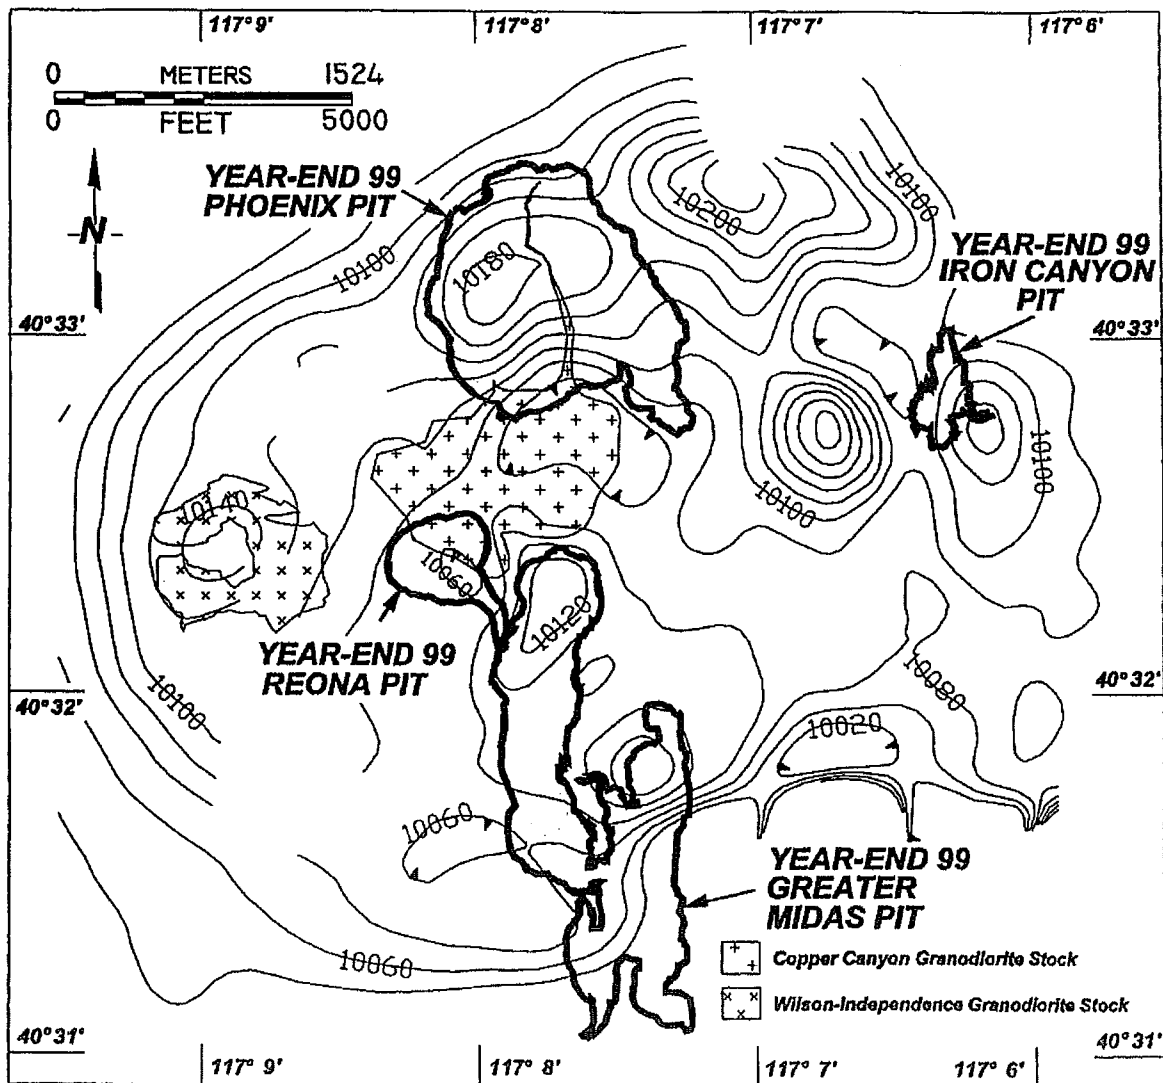 117° 9'
117° 8'
117° 7'
117° 6'
0 METERS 1524
0 FEET 5000
N
YEAR-END 99
PHOENIX PIT
10100
10200
10100
YEAR-END 99
IRON CANYON
PIT
10180
40° 33'
40° 33'
10100
10100
10140
10060
10120
YEAR-END 99
REONA PIT
10100
40° 32'
40° 32'
10080
10020
10060
YEAR-END 99
GREATER
MIDAS PIT
10060
Copper Canyon Granodiorite Stock
Wilson-Independence Granodiorite Stock
40° 31'
40° 31'
117° 9'
117° 8'
117° 7'
117° 6'